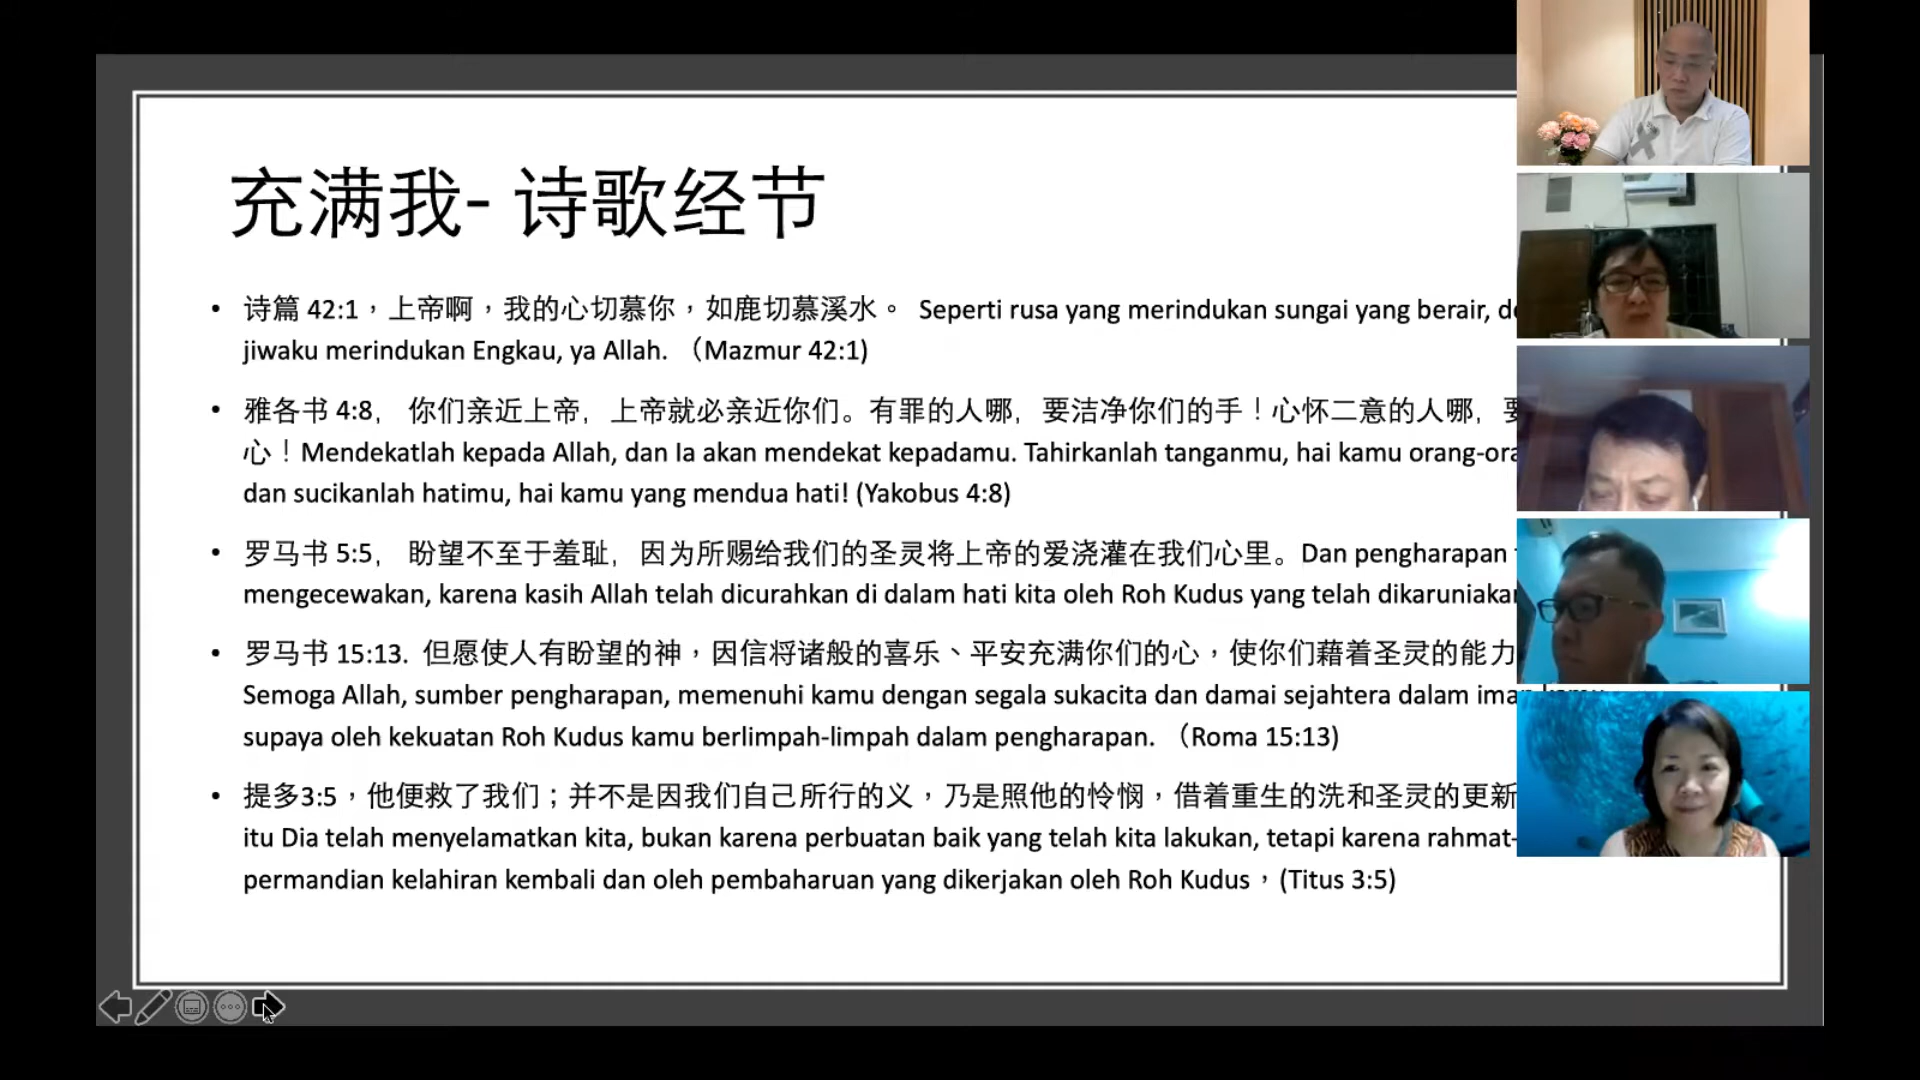 充满我- 诗歌经节
• 诗篇 42:1，上帝啊，我的心切慕你，如鹿切慕溪水。 Seperti rusa yang merindukan sungai yang berair,
jiwaku merindukan Engkau, ya Allah. （Mazmur 42:1)
• 雅各书 4:8， 你们亲近上帝，上帝就必亲近你们。有罪的人哪，要洁净你们的手！心怀二意的人哪，要
心！Mendekatlah kepada Allah, dan Ia akan mendekat kepadamu. Tahirkanlah tanganmu, hai kamu
dan sucikanlah hatimu, hai kamu yang mendua hati! (Yakobus 4:8)
• 罗马书 5:5， 盼望不至于羞耻，因为所赐给我们的圣灵将上帝的爱浇灌在我们心里。Dan pengharapan
mengecewakan, karena kasih Allah telah dicurahkan di dalam hati kita oleh Roh Kudus yang telah
• 罗马书 15:13. 但愿使人有盼望的神，因信将诸般的喜乐、平安充满你们的心，使你们藉着圣灵的能力
Semoga Allah, sumber pengharapan, memenuhi kamu dengan segala sukacita dan damai sejahtera dalam iman kamu,
supaya oleh kekuatan Roh Kudus kamu berlimpah-limpah dalam pengharapan. （Roma 15:13)
• 提多3:5，他便救了我们；并不是因我们自己所行的义，乃是照他的怜悯，借着重生的洗和圣灵的更新
itu Dia telah menyelamatkan kita, bukan karena perbuatan baik yang telah kita lakukan, tetapi karena rahmat-
permandian kelahiran kembali dan oleh pembaharuan yang dikerjakan oleh Roh Kudus，(Titus 3:5)